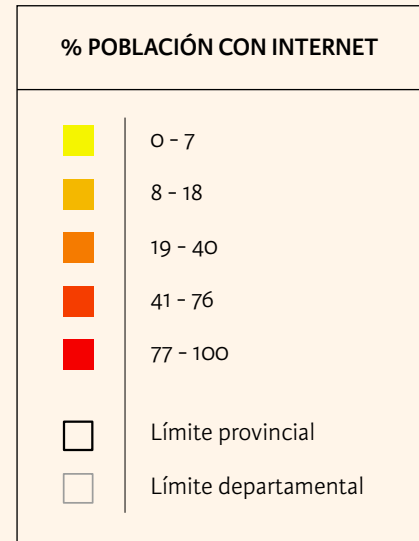 % POBLACIÓN CON INTERNET
0 - 7
8 - 18
19 - 40
41 - 76
77 - 100
Límite provincial
Límite departamental